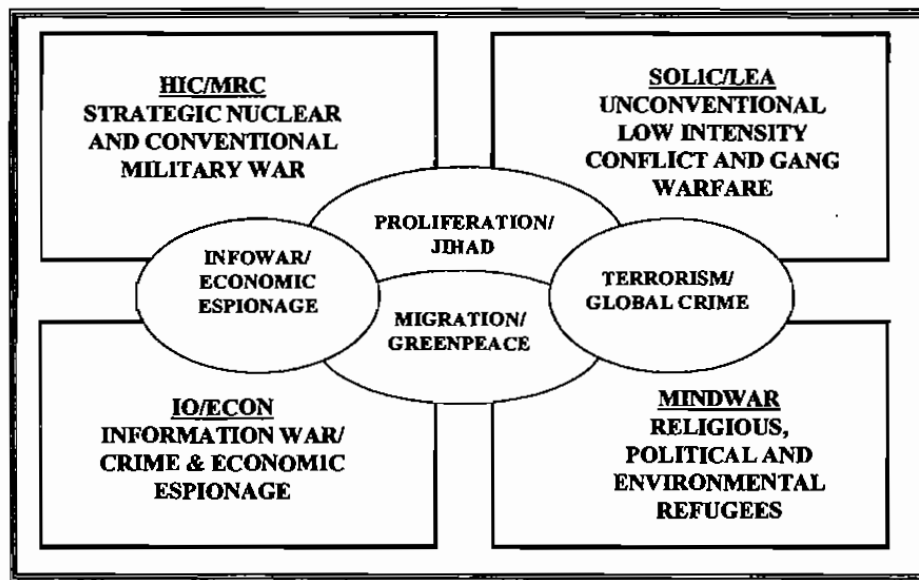 HIC/MRC
STRATEGIC NUCLEAR
AND CONVENTIONAL
MILITARY WAR
SOLIC/LEA
UNCONVENTIONAL
LOW INTENSITY
CONFLICT AND GANG
WARFARE
PROLIFERATION/
JIHAD
INFOWAR/
ECONOMIC
ESPIONAGE
TERRORISM/
GLOBAL CRIME
MIGRATION/
GREENPEACE
IO/ECON
INFORMATION WAR/
CRIME & ECONOMIC
ESPIONAGE
MINDWAR
RELIGIOUS,
POLITICAL AND
ENVIRONMENTAL
REFUGEES